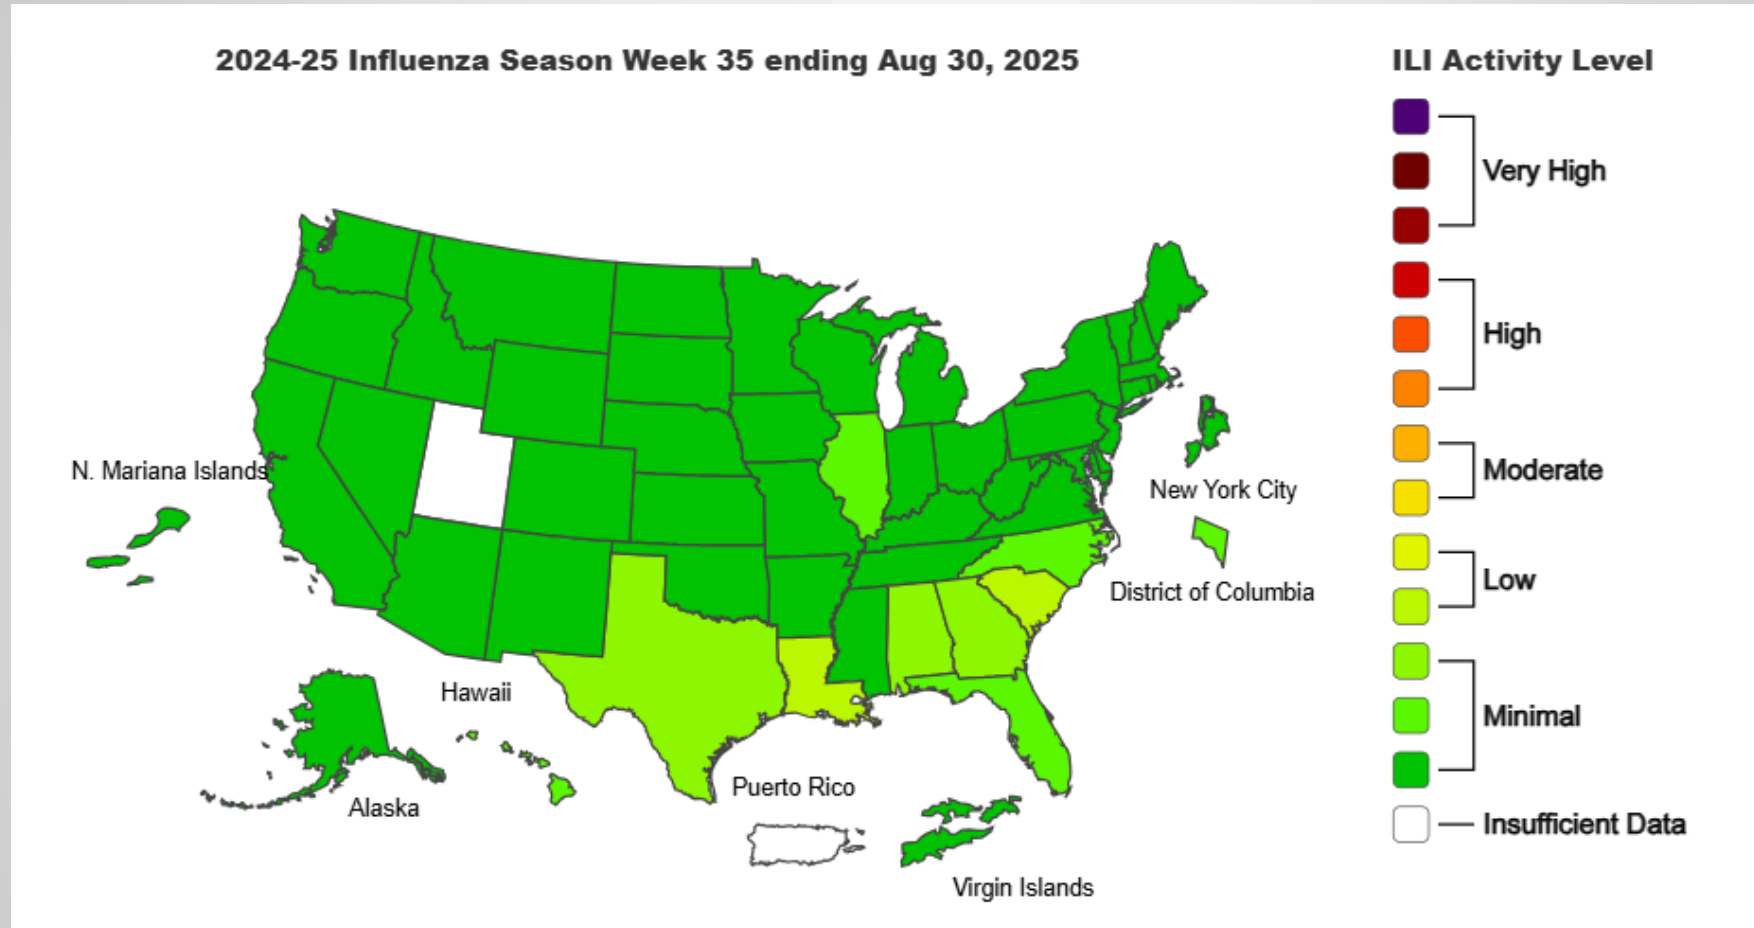 2024-25 Influenza Season Week 35 ending Aug 30, 2025
ILI Activity Level
Very High
High
Moderate
Low
Minimal
Insufficient Data
N. Mariana Islands
New York City
District of Columbia
Hawaii
Alaska
Puerto Rico
Virgin Islands